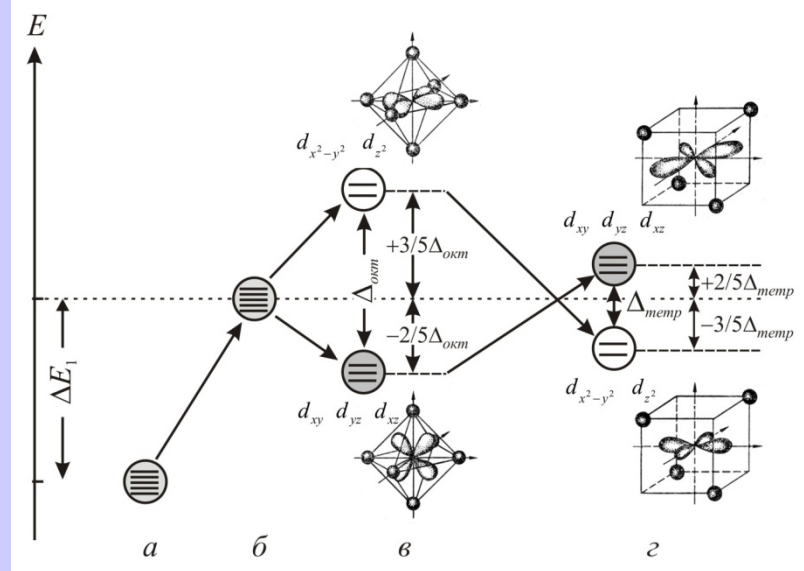 E
d_{x²−y²} d_{z²}
d_{xy} d_{yz} d_{xz}
+3/5Δ_{окт}
Δ_{окт}
+2/5Δ_{тетр}
Δ_{тетр}
−2/5Δ_{окт}
−3/5Δ_{тетр}
ΔE₁
d_{xy} d_{yz} d_{xz}
d_{x²−y²} d_{z²}
а б в г